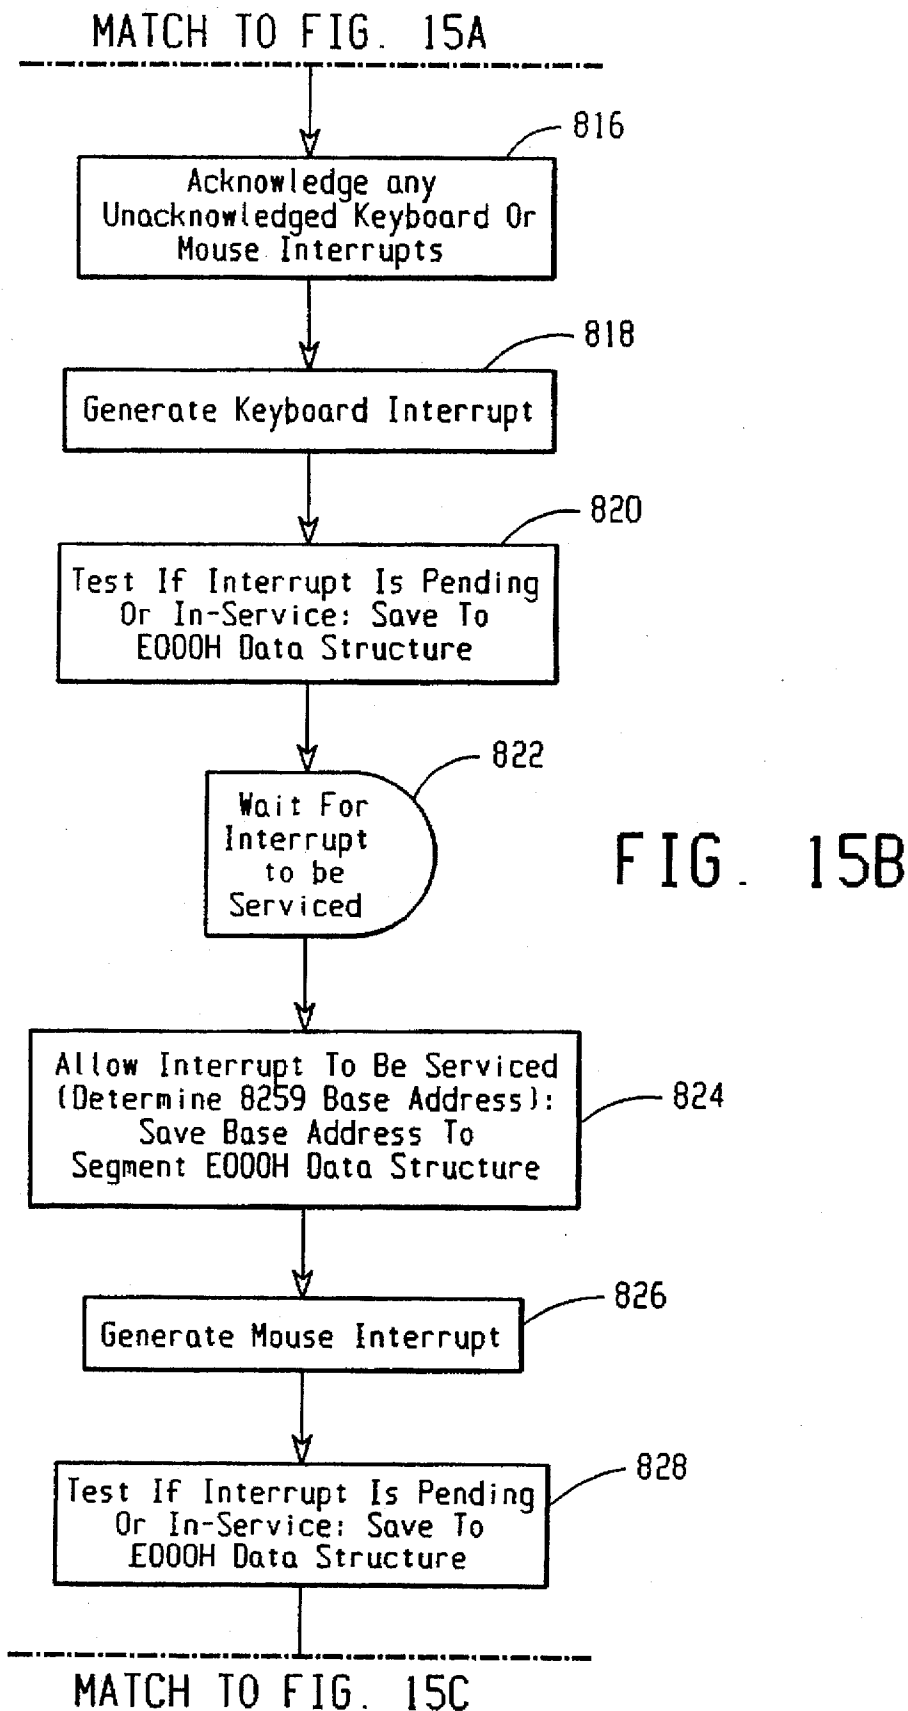 MATCH TO FIG. 15A
816
Acknowledge any
Unacknowledged Keyboard Or
Mouse Interrupts
818
Generate Keyboard Interrupt
820
Test If Interrupt Is Pending
Or In-Service: Save To
E000H Data Structure
822
Wait For
Interrupt
to be
Serviced
FIG. 15B
Allow Interrupt To Be Serviced
(Determine 8259 Base Address):
Save Base Address To
Segment E000H Data Structure
824
826
Generate Mouse Interrupt
828
Test If Interrupt Is Pending
Or In-Service: Save To
E000H Data Structure
MATCH TO FIG. 15C